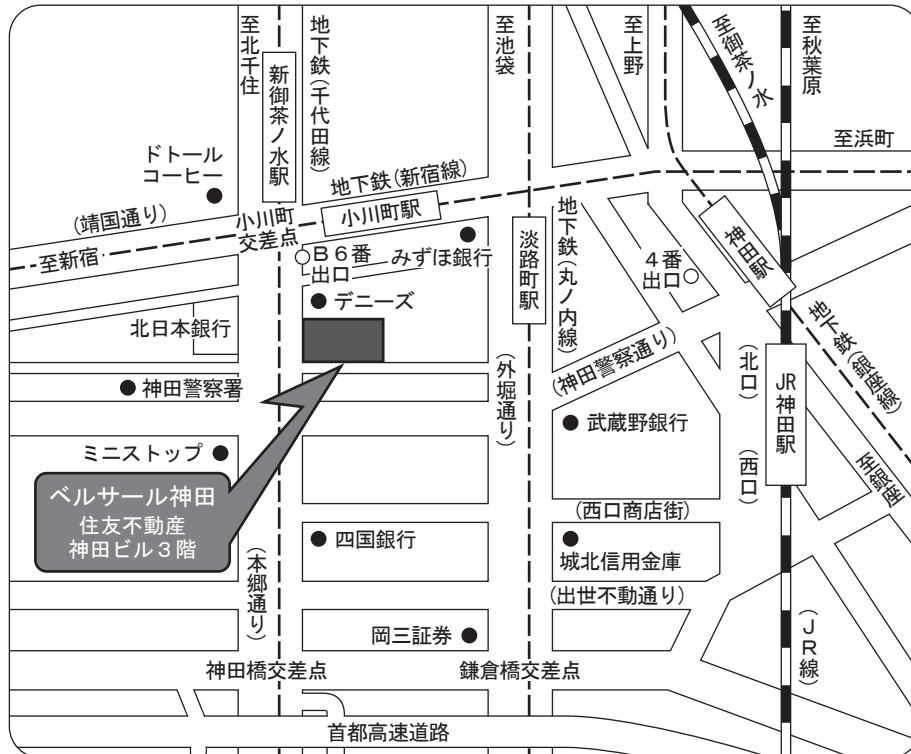 至北千住
地下鉄(千代田線)
新御茶ノ水駅
至池袋
至上野
至御茶ノ水
至秋葉原
至浜町
ドトール
コーヒー
地下鉄(新宿線)
小川町駅
(靖国通り)
小川町
交差点
至新宿
B6番
出口
みずほ銀行
淡路町駅
地下鉄(丸ノ内線)
4番
出口
神田駅
デニーズ
北日本銀行
地下鉄(銀座線)
(神田警察通り)
(外堀通り)
(北口)
JR神田駅
(西口)
神田警察署
武蔵野銀行
ミニストップ
至銀座
ベルサール神田
住友不動産
神田ビル3階
(西口商店街)
四国銀行
城北信用金庫
(本郷通り)
(出世不動通り)
岡三証券
(JR線)
神田橋交差点
鎌倉橋交差点
首都高速道路